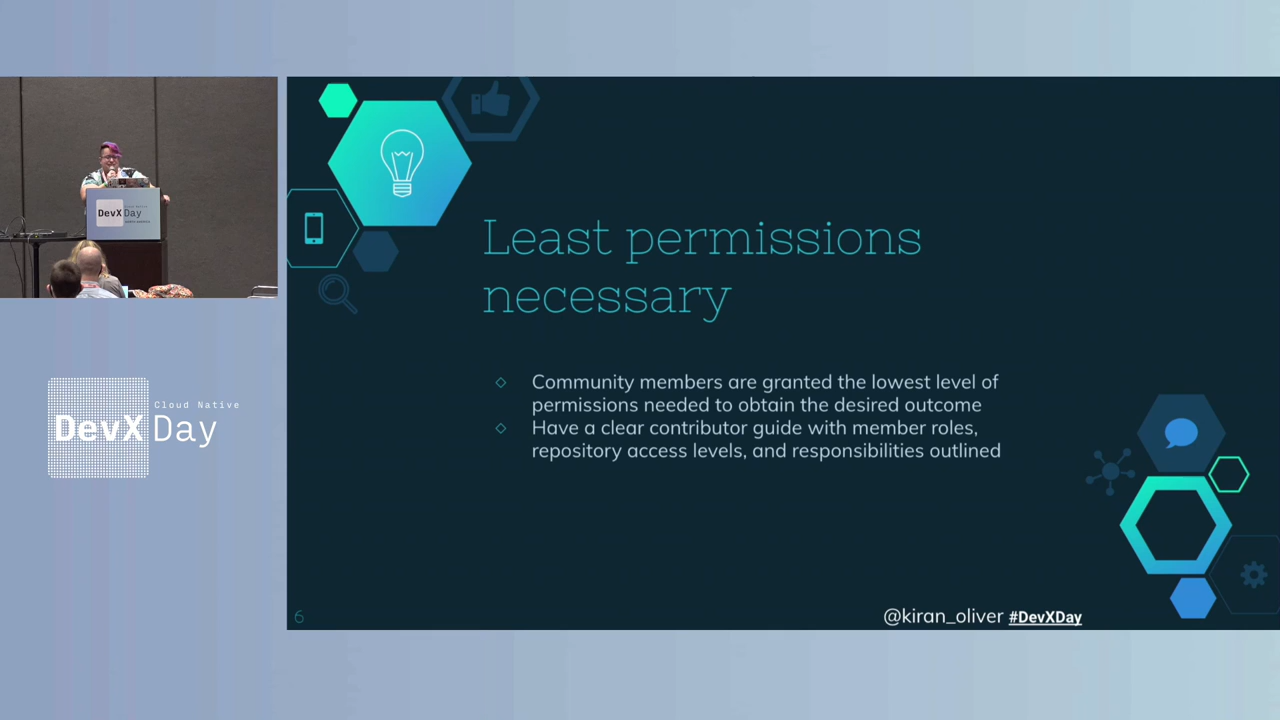 DevX Day
Cloud Native
DevX Day
Least permissions
necessary
Community members are granted the lowest level of
permissions needed to obtain the desired outcome
Have a clear contributor guide with member roles,
repository access levels, and responsibilities outlined
6
@kiran_oliver #DevXDay